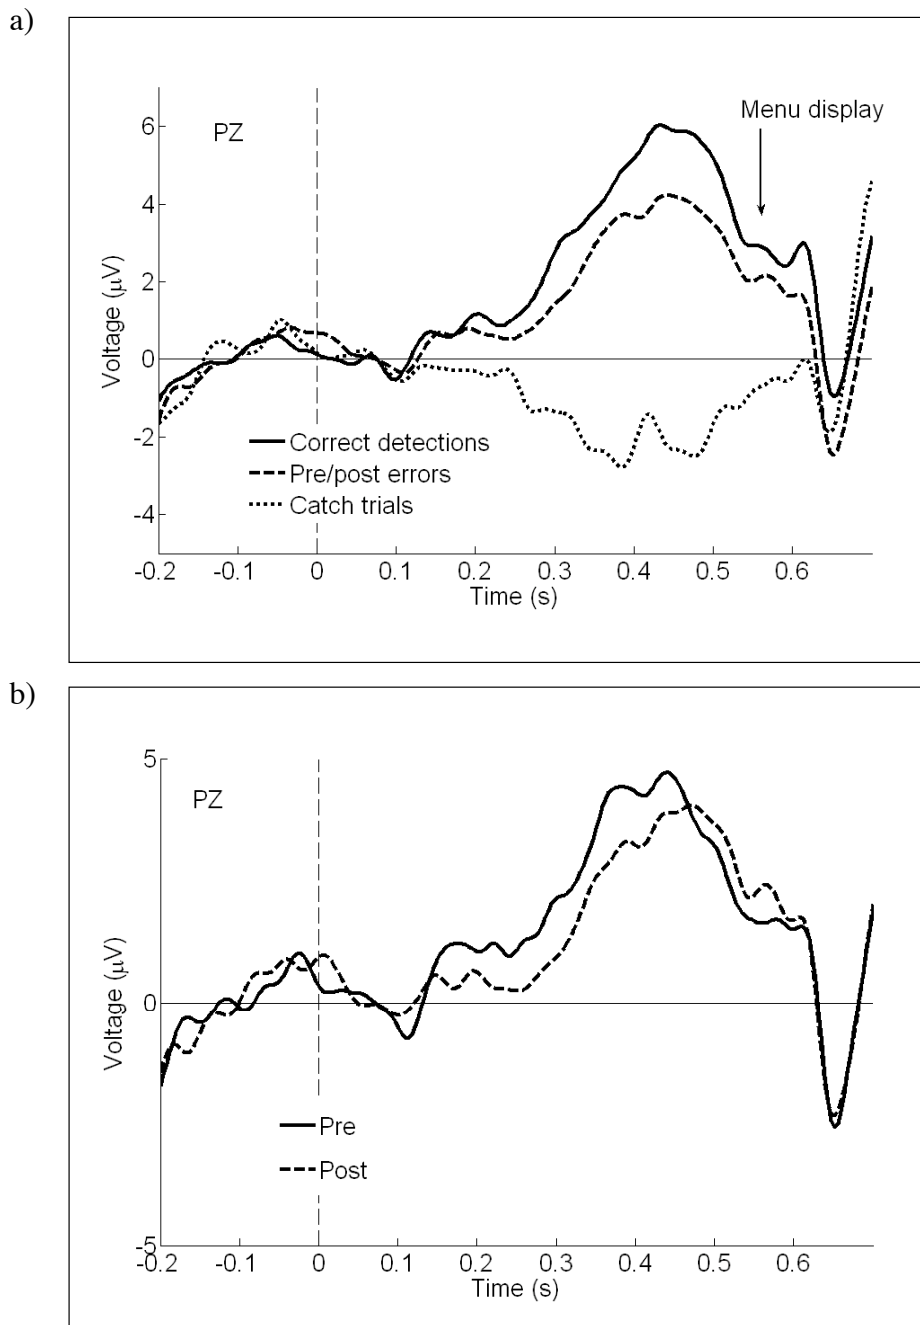 a)
PZ
Menu display
6
4
2
0
-2
-4
Voltage (μV)
Correct detections
Pre/post errors
Catch trials
-0.2 -0.1 0 0.1 0.2 0.3 0.4 0.5 0.6
Time (s)
b)
5
PZ
0
Voltage (μV)
Pre
Post
-5
-0.2 -0.1 0 0.1 0.2 0.3 0.4 0.5 0.6
Time (s)